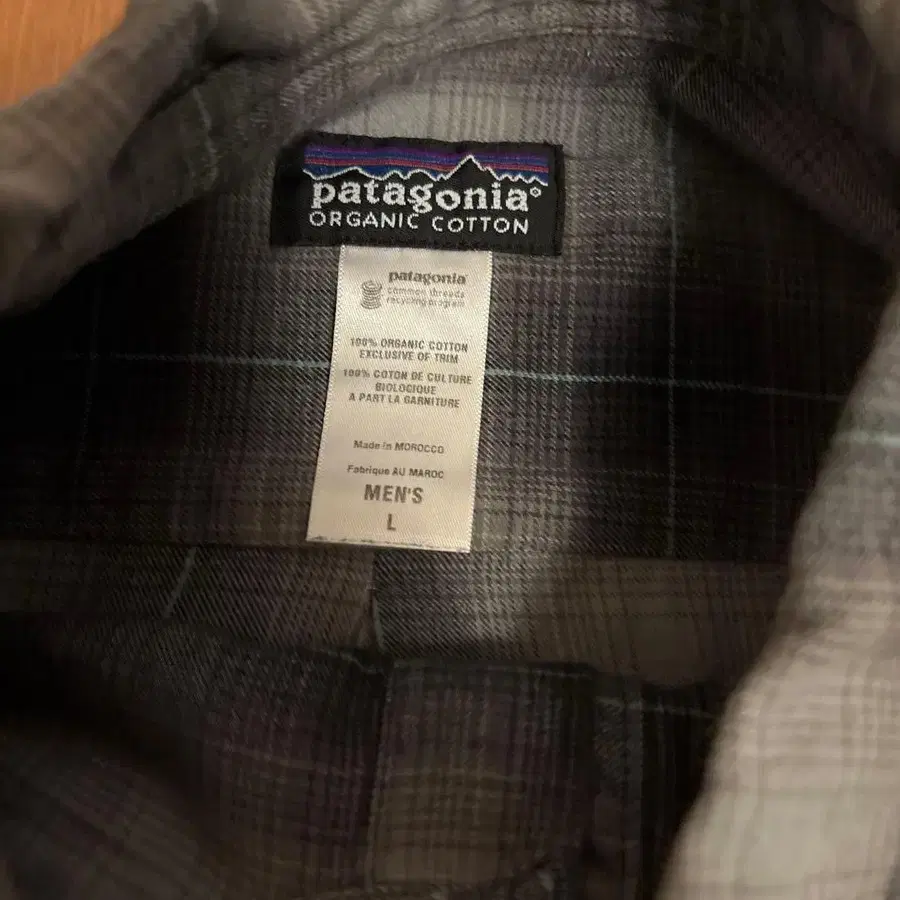 patagonia®
ORGANIC COTTON
patagonia®
common threads
recycling program
100% ORGANIC COTTON
EXCLUSIVE OF TRIM
100% COTON DE CULTURE
BIOLOGIQUE
A PART LA GARNITURE
Made in MOROCCO
Fabrique AU MAROC
MEN'S
L